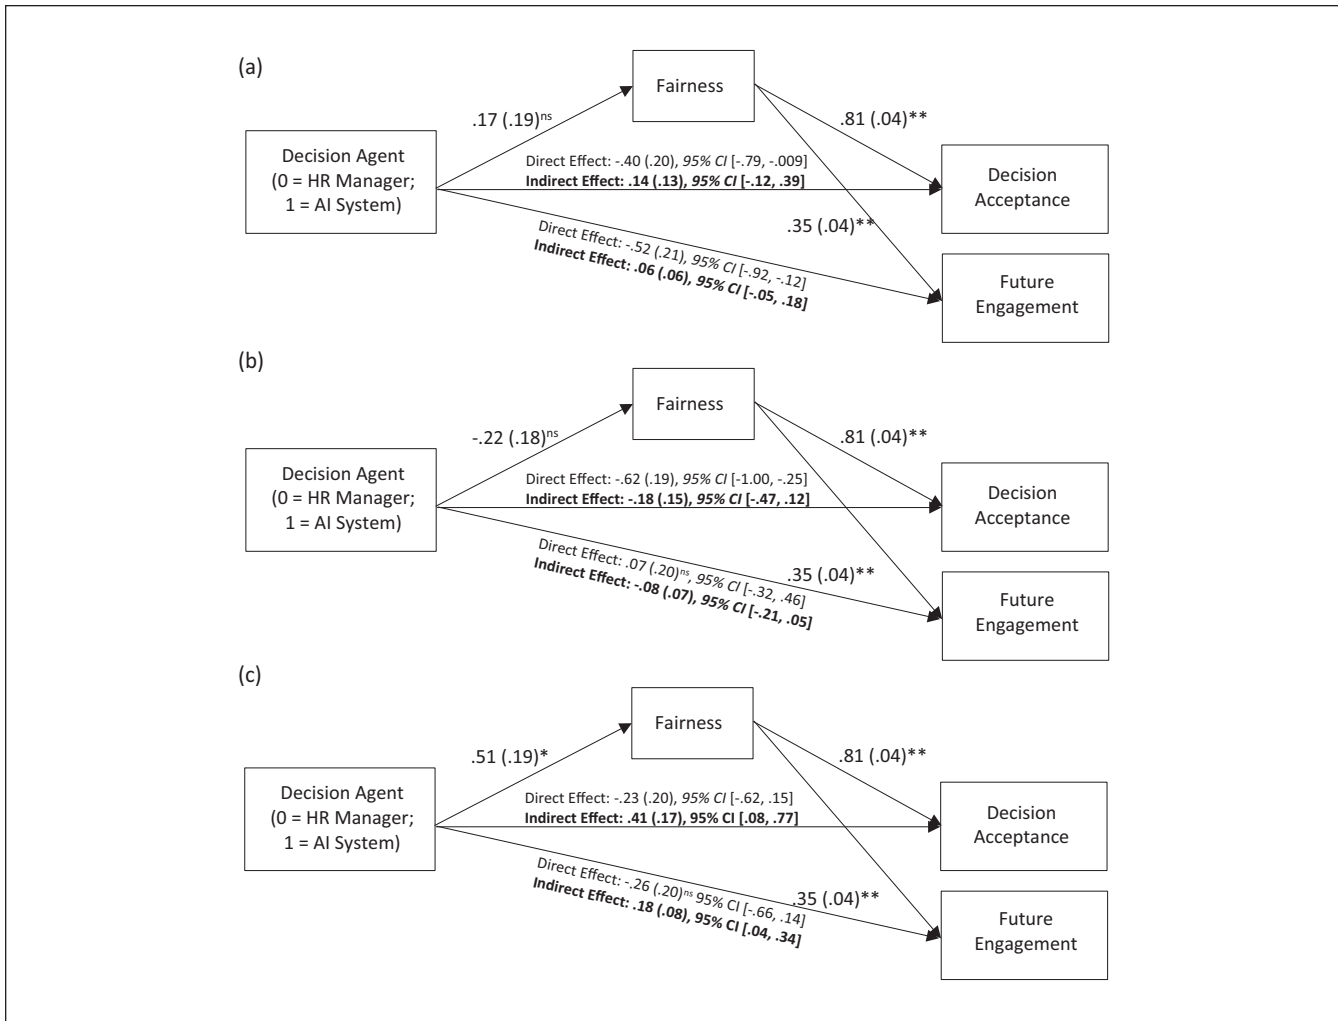 (a)
Fairness
.17 (.19)ns
.81 (.04)**
Decision Agent
(0 = HR Manager;
1 = AI System)
Direct Effect: -.40 (.20), 95% CI [-.79, -.009]
Indirect Effect: .14 (.13), 95% CI [-.12, .39]
Decision
Acceptance
.35 (.04)**
Direct Effect: -.52 (.21), 95% CI [-.92, -.12]
Indirect Effect: .06 (.06), 95% CI [-.05, .18]
Future
Engagement
(b)
Fairness
-.22 (.18)ns
.81 (.04)**
Decision Agent
(0 = HR Manager;
1 = AI System)
Direct Effect: -.62 (.19), 95% CI [-1.00, -.25]
Indirect Effect: -.18 (.15), 95% CI [-.47, .12]
Decision
Acceptance
.35 (.04)**
Direct Effect: .07 (.20)ns, 95% CI [-.32, .46]
Indirect Effect: -.08 (.07), 95% CI [-.21, .05]
Future
Engagement
(c)
Fairness
.51 (.19)*
.81 (.04)**
Decision Agent
(0 = HR Manager;
1 = AI System)
Direct Effect: -.23 (.20), 95% CI [-.62, .15]
Indirect Effect: .41 (.17), 95% CI [.08, .77]
Decision
Acceptance
.35 (.04)**
Direct Effect: -.26 (.20)ns 95% CI [-.66, .14]
Indirect Effect: .18 (.08), 95% CI [.04, .34]
Future
Engagement